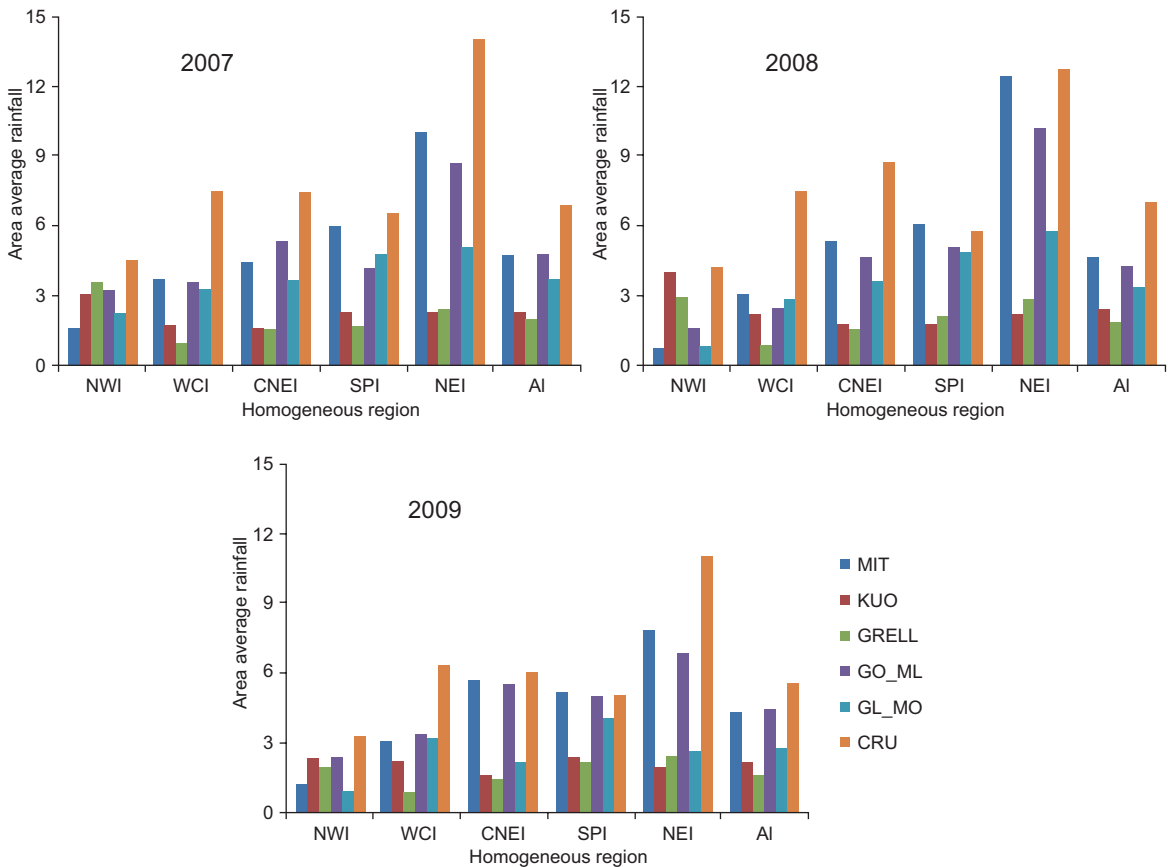 2007
Area average rainfall
15
12
9
6
3
0
NWI WCI CNEI SPI NEI AI
Homogeneous region
2008
Area average rainfall
15
12
9
6
3
0
NWI WCI CNEI SPI NEI AI
Homogeneous region
2009
Area average rainfall
15
12
9
6
3
0
NWI WCI CNEI SPI NEI AI
Homogeneous region
MIT
KUO
GRELL
GO_ML
GL_MO
CRU